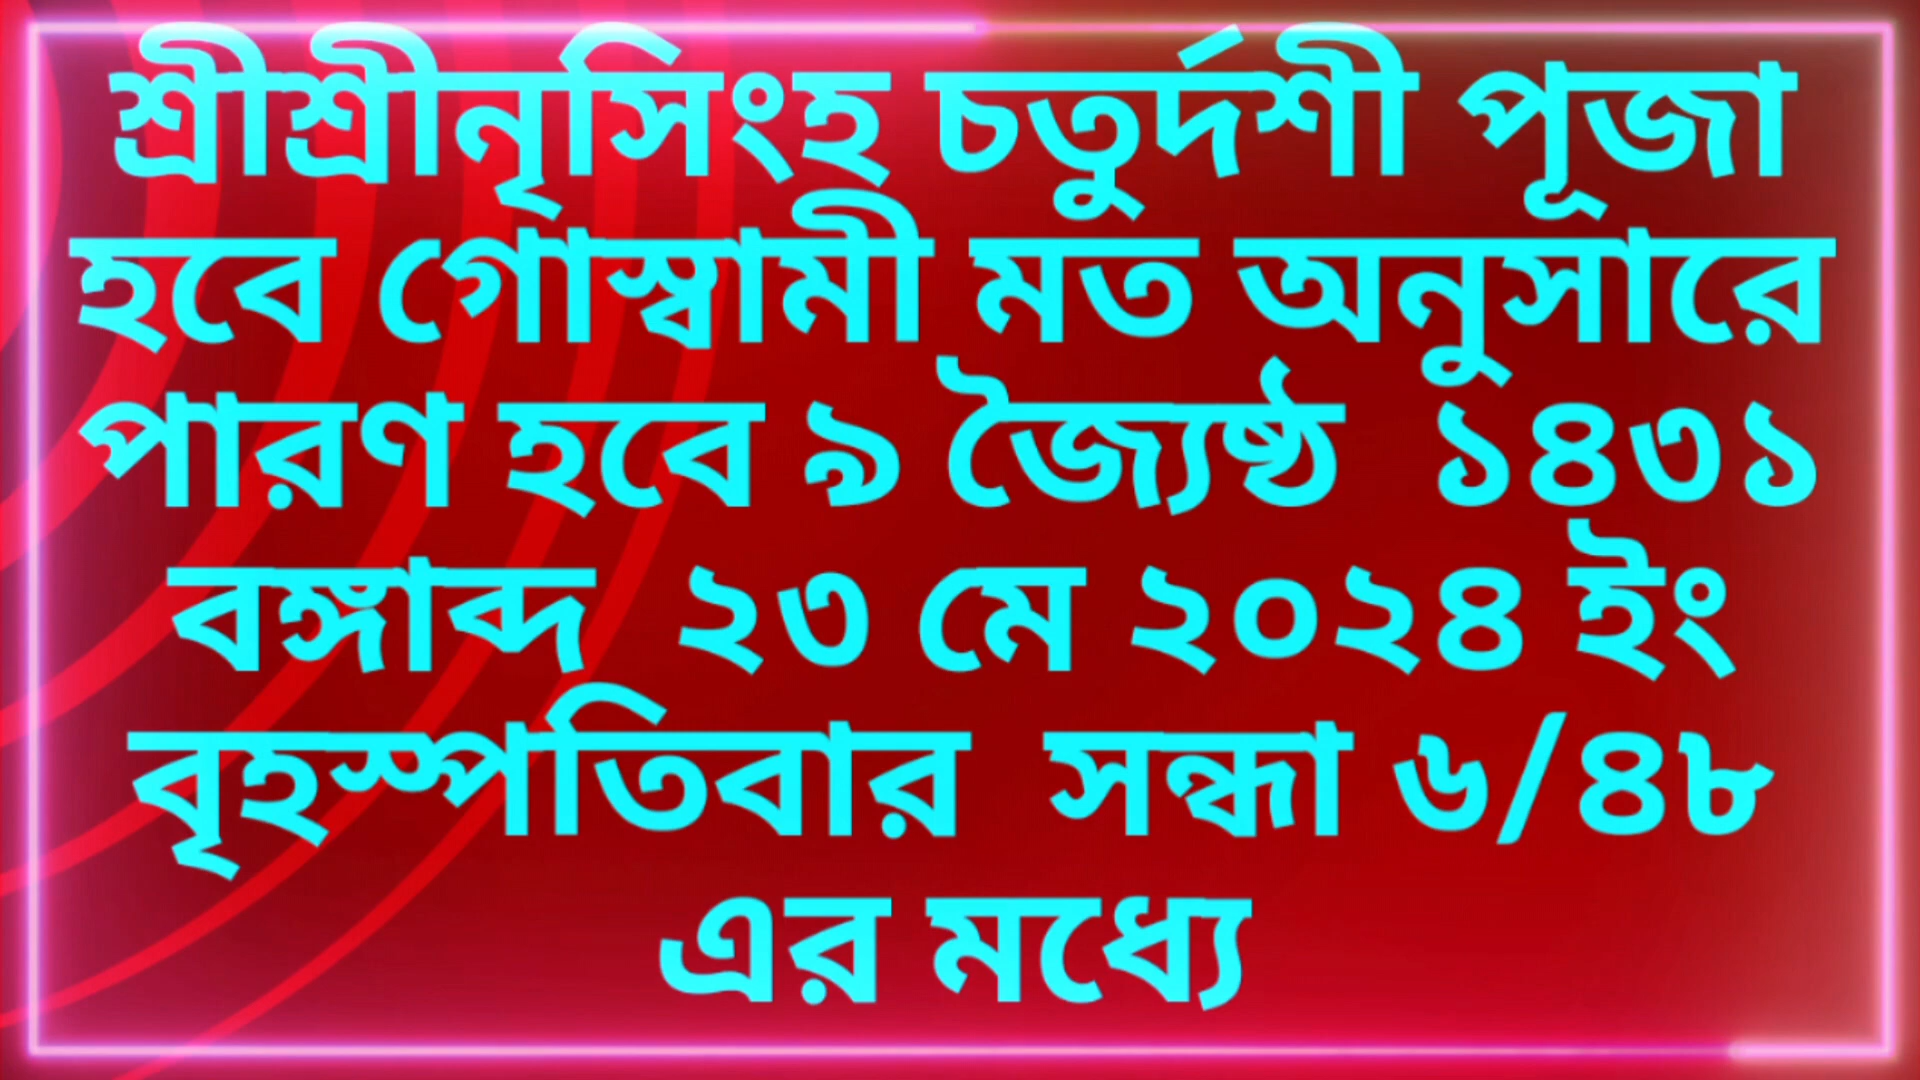 শ্রীশ্রীনৃসিংহ চতুর্দশী পূজা
হবে গোস্বামী মত অনুসারে
পারণ হবে ৯ জ্যৈষ্ঠ ১৪৩১
বঙ্গাব্দ ২৩ মে ২০২৪ ইং
বৃহস্পতিবার সন্ধা ৬/৪৮
এর মধ্যে